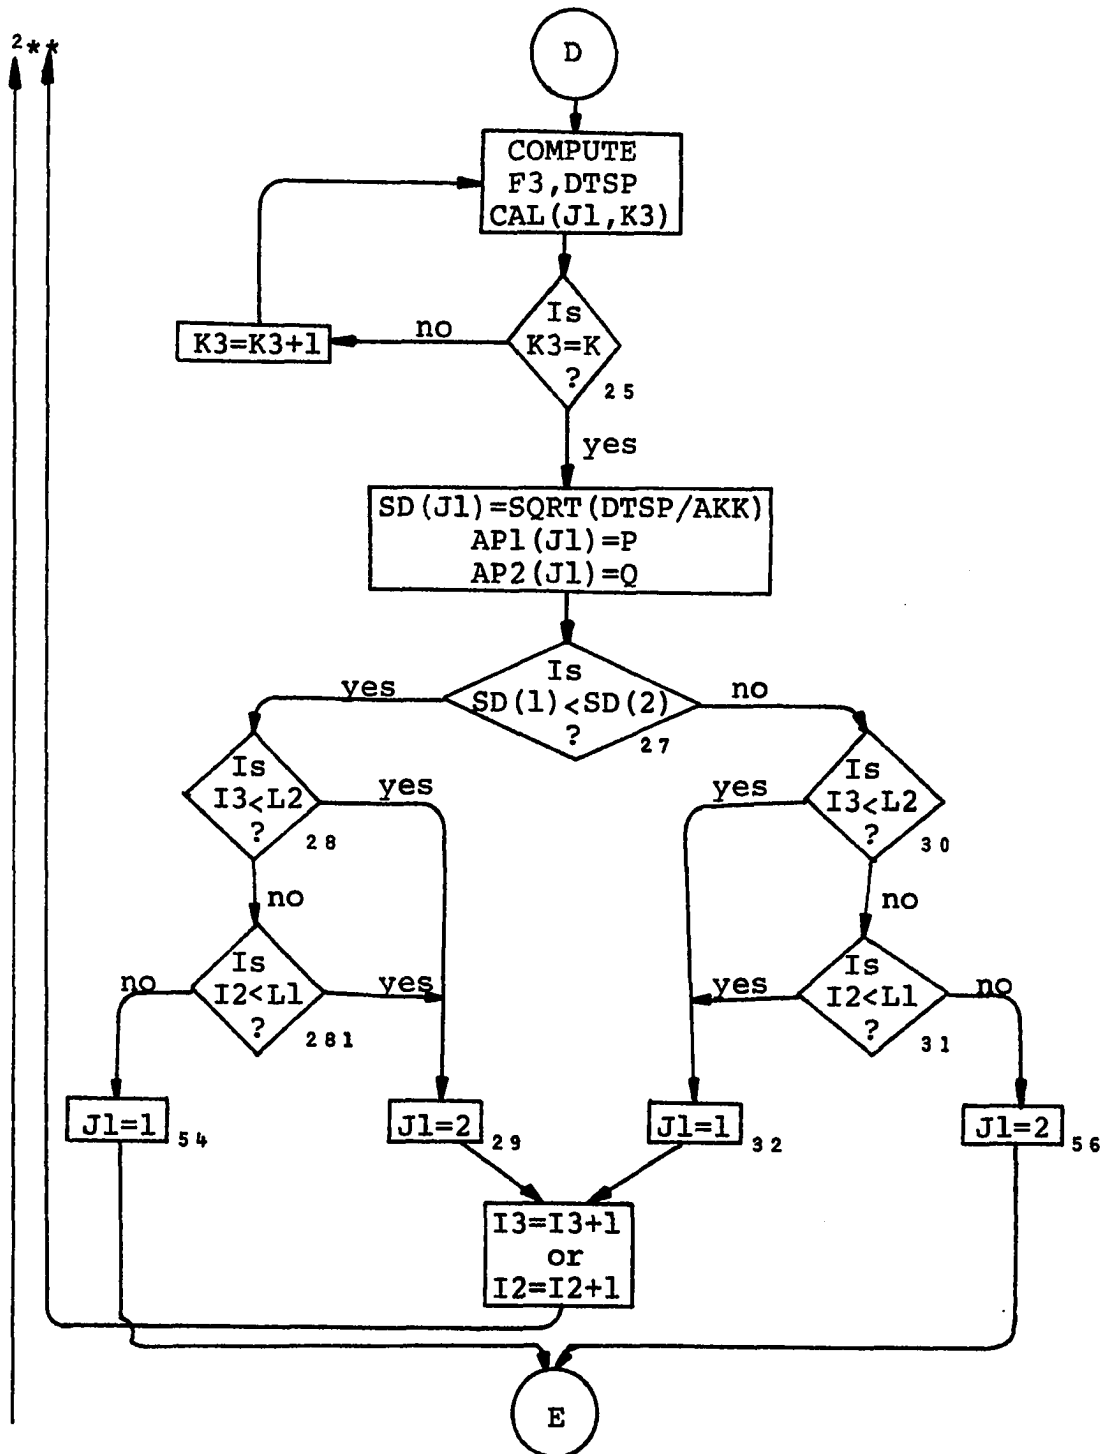 2**
D
COMPUTE
F3,DTSP
CAL(J1,K3)
Is
K3=K
?
25
no
K3=K3+1
yes
SD(J1)=SQRT(DTSP/AKK)
AP1(J1)=P
AP2(J1)=Q
Is
SD(1)<SD(2)
?
27
yes
no
Is
I3<L2
?
28
yes
yes
Is
I3<L2
?
30
no
no
no
Is
I2<L1
?
281
yes
yes
Is
I2<L1
?
31
no
J1=1
54
J1=2
29
J1=1
32
J1=2
56
I3=I3+1
or
I2=I2+1
E